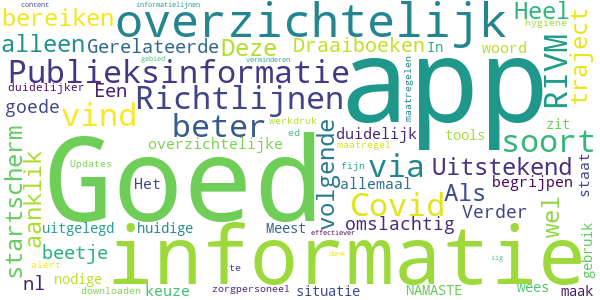 content informatielijnen
bereiken overzichtelijk Heel
alleen Gerelateerde Deze Draaiboeken In woord
gebied verminderen
Publieksinformatie app RIVM traject
duidelijker Een Richtlijnen maatregelen hygiene
goede vind beter werkdruk ed duidelijk tools zit
overzichtelijke maatregel soort
startscherm aanklik Updates Goed volgende fijn via Uitstekend staat
Het allemaal Als begrijpen
uitgelegd huidige Meest Covid omslachtig Verder wel
beetje informatie effectiever
alert te denk iig gebruik
nl nodige situatie NAMASTE wees maak
downloaden keuze zorgpersoneel